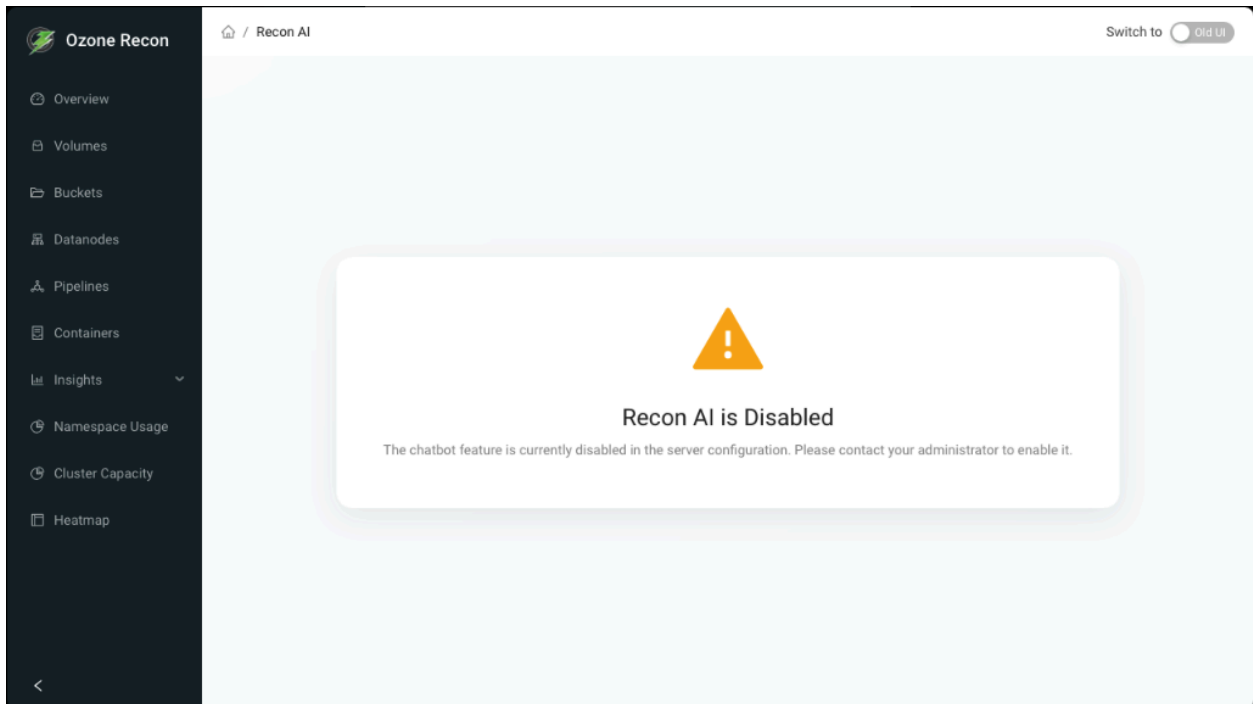 Ozone Recon
/ Recon AI
Switch to Old UI
Overview
Volumes
Buckets
Datanodes
Pipelines
Containers
Insights
Namespace Usage
Cluster Capacity
Heatmap
Recon AI is Disabled
The chatbot feature is currently disabled in the server configuration. Please contact your administrator to enable it.